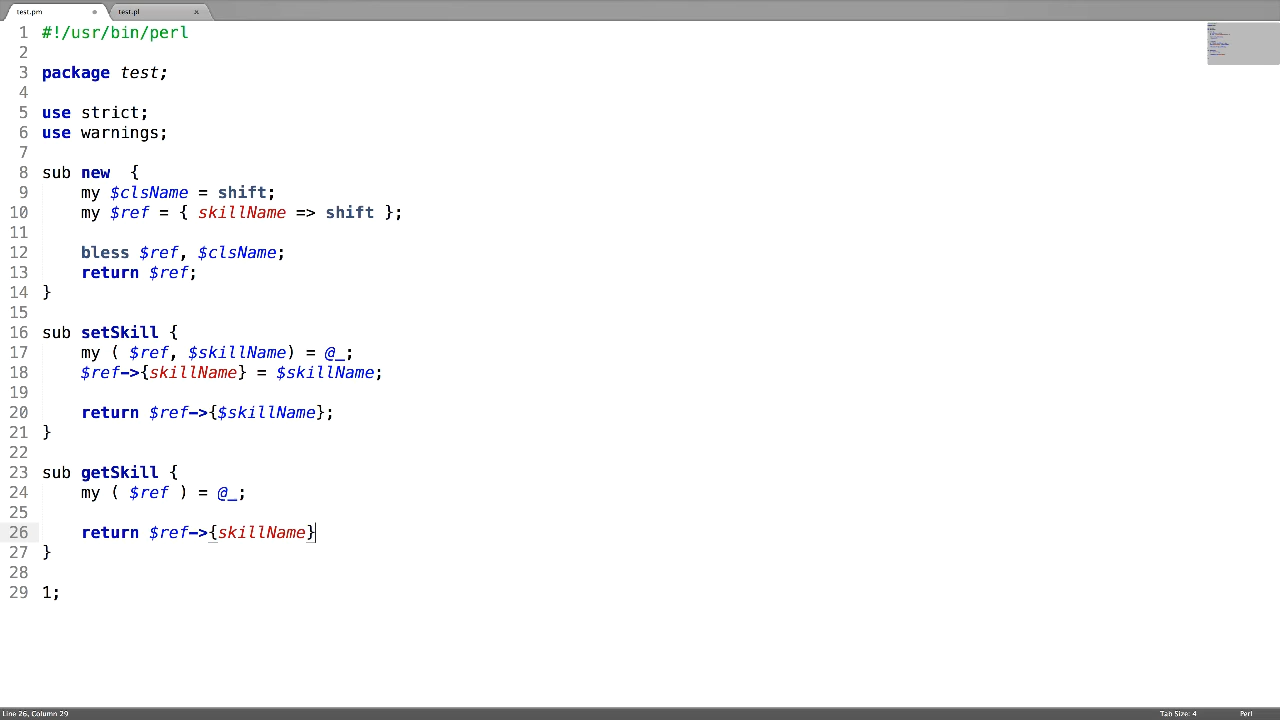 test.pm
test.pl
1 #!/usr/bin/perl
2
3 package test;
4
5 use strict;
6 use warnings;
7
8 sub new  {
9     my $clsName = shift;
10     my $ref = { skillName => shift };
11
12     bless $ref, $clsName;
13     return $ref;
14 }
15
16 sub setSkill {
17     my ( $ref, $skillName) = @_;
18     $ref->{skillName} = $skillName;
19
20     return $ref->{$skillName};
21 }
22
23 sub getSkill {
24     my ( $ref ) = @_;
25
26     return $ref->{skillName}
27 }
28
29 1;
Line 26, Column 29
Tab Size: 4
Perl